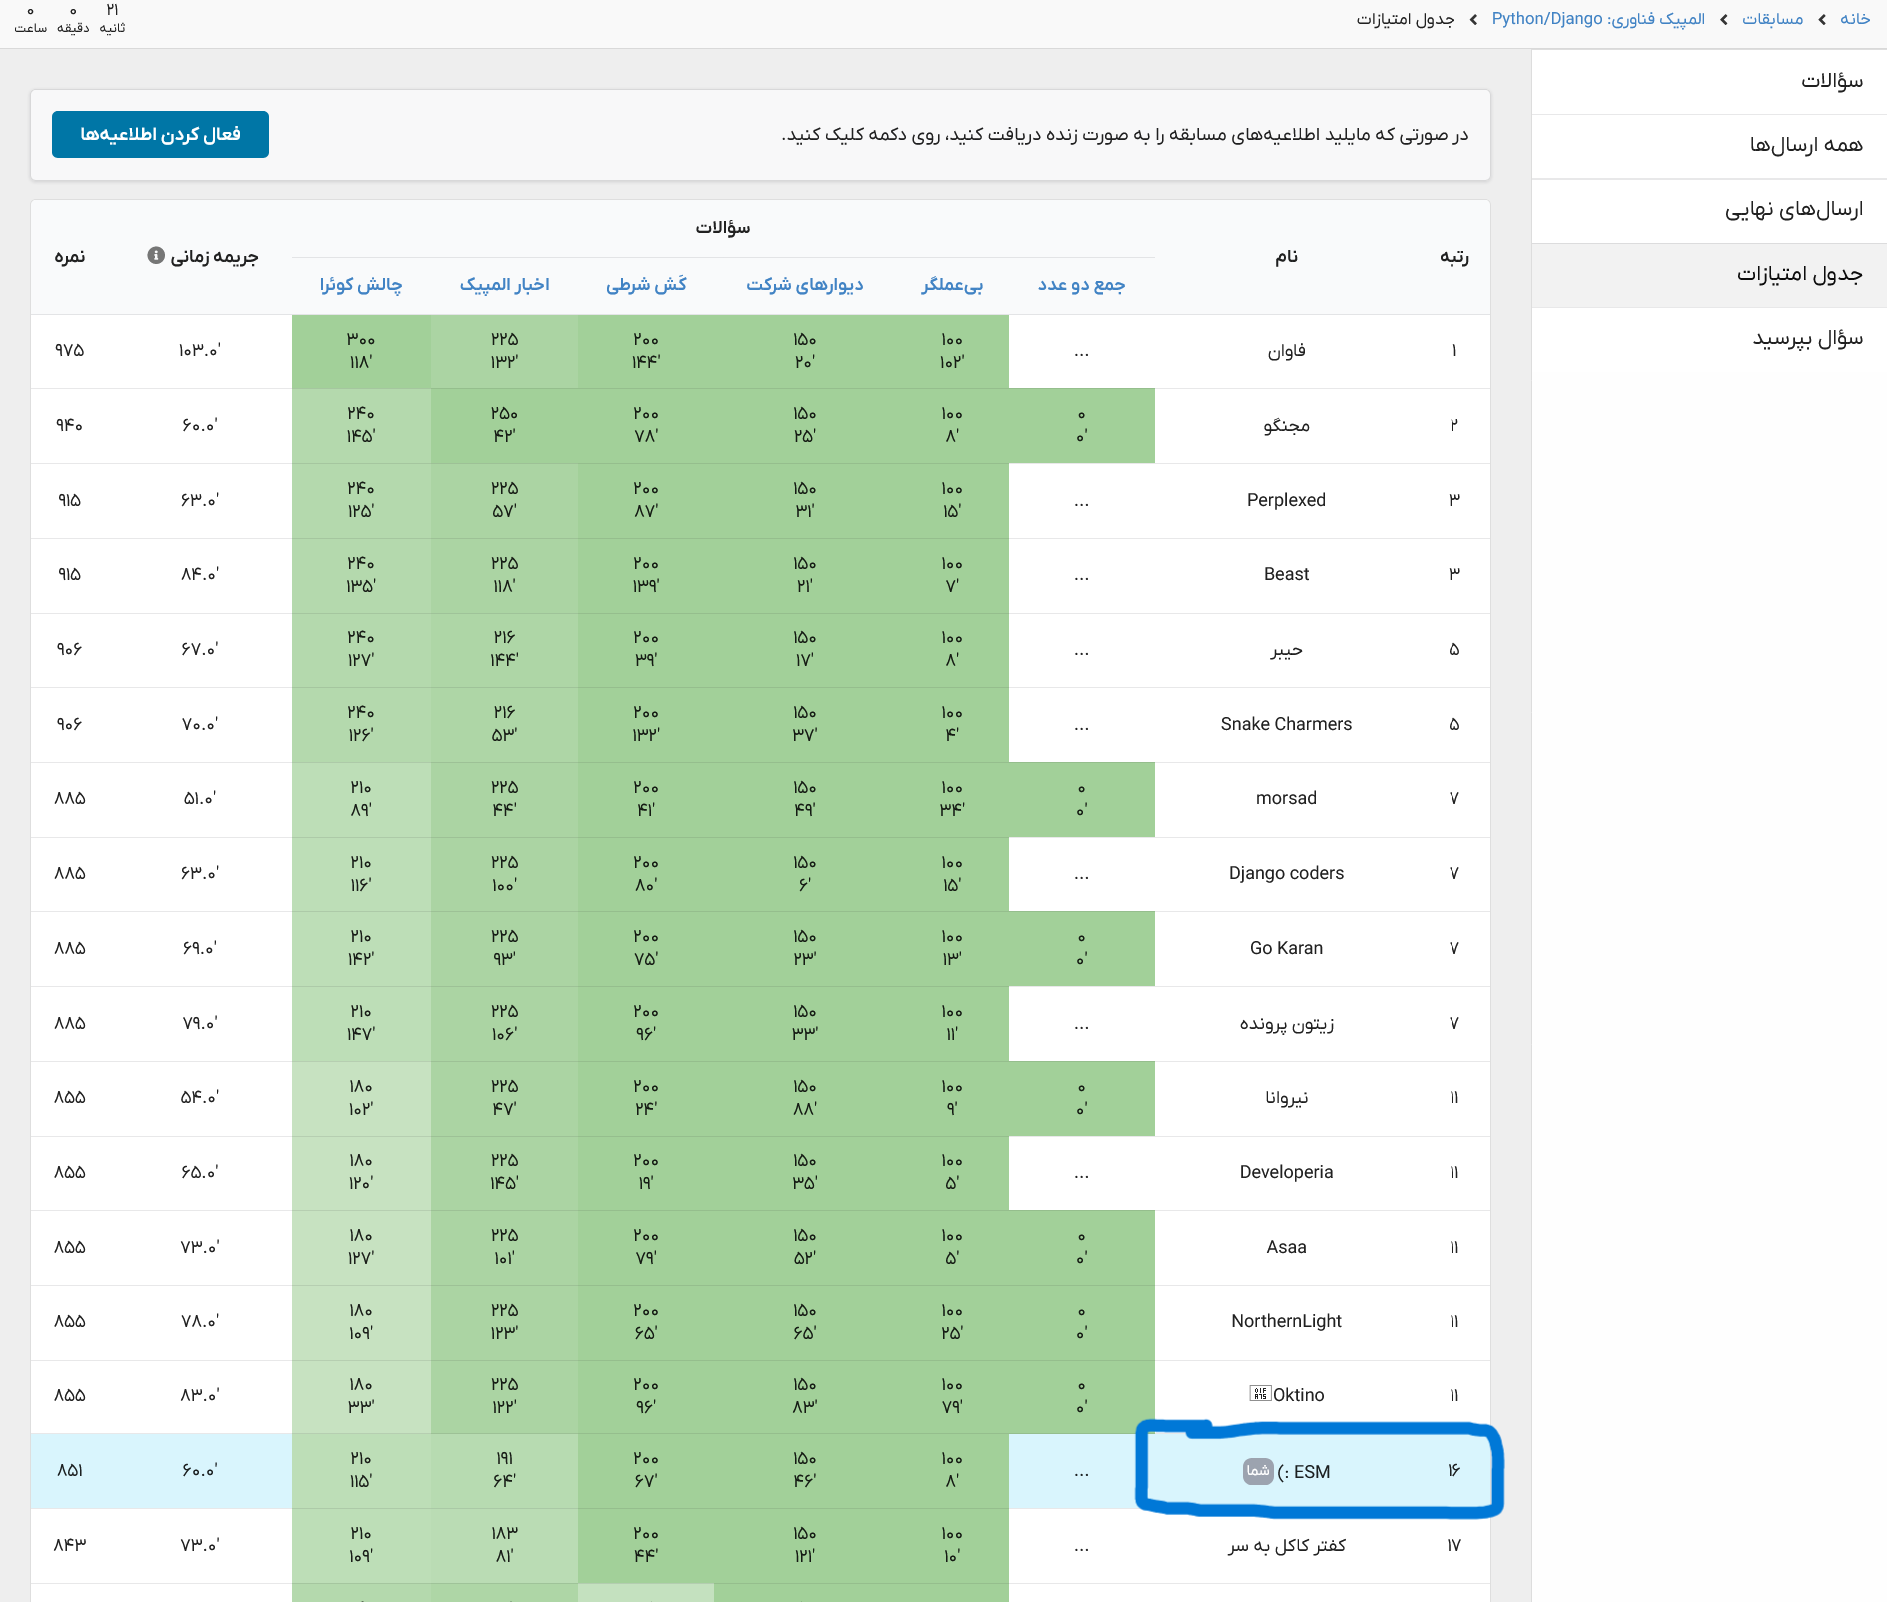 خانه › مسابقات › المپیک فناوری: Python/Django › جدول امتیازات
۲۱ ۰ ۰
ثانیه دقیقه ساعت
سؤالات
همه ارسال‌ها
ارسال‌های نهایی
جدول امتیازات
سؤال بپرسید
در صورتی که مایلید اطلاعیه‌های مسابقه را به صورت زنده دریافت کنید، روی دکمه کلیک کنید.
فعال کردن اطلاعیه‌ها
رتبه نام سؤالات جریمه زمانی نمره
جمع دو عدد بی‌عملگر دیوارهای شرکت کَش شرطی اخبار المپیک چالش کوئرا
۱ فاوان ... ۱۰۰ ۱۵۰ ۲۰۰ ۲۲۵ ۳۰۰ ۱۰۳.۰' ۹۷۵
۱۰۲' ۲۰' ۱۴۴' ۱۳۲' ۱۱۸'
۲ مجنگو ۰ ۱۰۰ ۱۵۰ ۲۰۰ ۲۵۰ ۲۴۰ ۶۰.۰' ۹۴۰
۰' ۸' ۲۵' ۷۸' ۴۲' ۱۴۵'
۳ Perplexed ... ۱۰۰ ۱۵۰ ۲۰۰ ۲۲۵ ۲۴۰ ۶۳.۰' ۹۱۵
۱۵' ۳۱' ۸۷' ۵۷' ۱۲۵'
۳ Beast ... ۱۰۰ ۱۵۰ ۲۰۰ ۲۲۵ ۲۴۰ ۸۴.۰' ۹۱۵
۷' ۲۱' ۱۳۹' ۱۱۸' ۱۳۵'
۵ حیبر ... ۱۰۰ ۱۵۰ ۲۰۰ ۲۱۶ ۲۴۰ ۶۷.۰' ۹۰۶
۸' ۱۷' ۳۹' ۱۴۴' ۱۲۷'
۵ Snake Charmers ... ۱۰۰ ۱۵۰ ۲۰۰ ۲۱۶ ۲۴۰ ۷۰.۰' ۹۰۶
۴' ۳۷' ۱۳۲' ۵۳' ۱۲۶'
۷ morsad ۰ ۱۰۰ ۱۵۰ ۲۰۰ ۲۲۵ ۲۱۰ ۵۱.۰' ۸۸۵
۰' ۳۴' ۴۹' ۴۱' ۴۴' ۸۹'
۷ Django coders ... ۱۰۰ ۱۵۰ ۲۰۰ ۲۲۵ ۲۱۰ ۶۳.۰' ۸۸۵
۱۵' ۶' ۸۰' ۱۰۰' ۱۱۶'
۷ Go Karan ۰ ۱۰۰ ۱۵۰ ۲۰۰ ۲۲۵ ۲۱۰ ۶۹.۰' ۸۸۵
۰' ۱۳' ۲۳' ۷۵' ۹۳' ۱۴۲'
۷ زیتون پرونده ... ۱۰۰ ۱۵۰ ۲۰۰ ۲۲۵ ۲۱۰ ۷۹.۰' ۸۸۵
۱۱' ۳۳' ۹۶' ۱۰۶' ۱۴۷'
۱۱ نیروانا ۰ ۱۰۰ ۱۵۰ ۲۰۰ ۲۲۵ ۱۸۰ ۵۴.۰' ۸۵۵
۰' ۹' ۸۸' ۲۴' ۴۷' ۱۰۲'
۱۱ Developeria ... ۱۰۰ ۱۵۰ ۲۰۰ ۲۲۵ ۱۸۰ ۶۵.۰' ۸۵۵
۵' ۳۵' ۱۹' ۱۴۵' ۱۲۰'
۱۱ Asaa ۰ ۱۰۰ ۱۵۰ ۲۰۰ ۲۲۵ ۱۸۰ ۷۳.۰' ۸۵۵
۰' ۵' ۵۲' ۷۹' ۱۰۱' ۱۲۷'
۱۱ NorthernLight ۰ ۱۰۰ ۱۵۰ ۲۰۰ ۲۲۵ ۱۸۰ ۷۸.۰' ۸۵۵
۰' ۲۵' ۶۵' ۶۵' ۱۲۳' ۱۰۹'
۱۱ Oktino ۰ ۱۰۰ ۱۵۰ ۲۰۰ ۲۲۵ ۱۸۰ ۸۳.۰' ۸۵۵
۰' ۷۹' ۸۳' ۹۶' ۱۲۲' ۳۳'
۱۶ ESM :) شما ... ۱۰۰ ۱۵۰ ۲۰۰ ۱۹۱ ۲۱۰ ۶۰.۰' ۸۵۱
۸' ۴۶' ۶۷' ۶۴' ۱۱۵'
۱۷ کفتر کاکل به سر ... ۱۰۰ ۱۵۰ ۲۰۰ ۱۸۳ ۲۱۰ ۷۳.۰' ۸۴۳
۱۰' ۱۲۱' ۴۴' ۸۱' ۱۰۹'